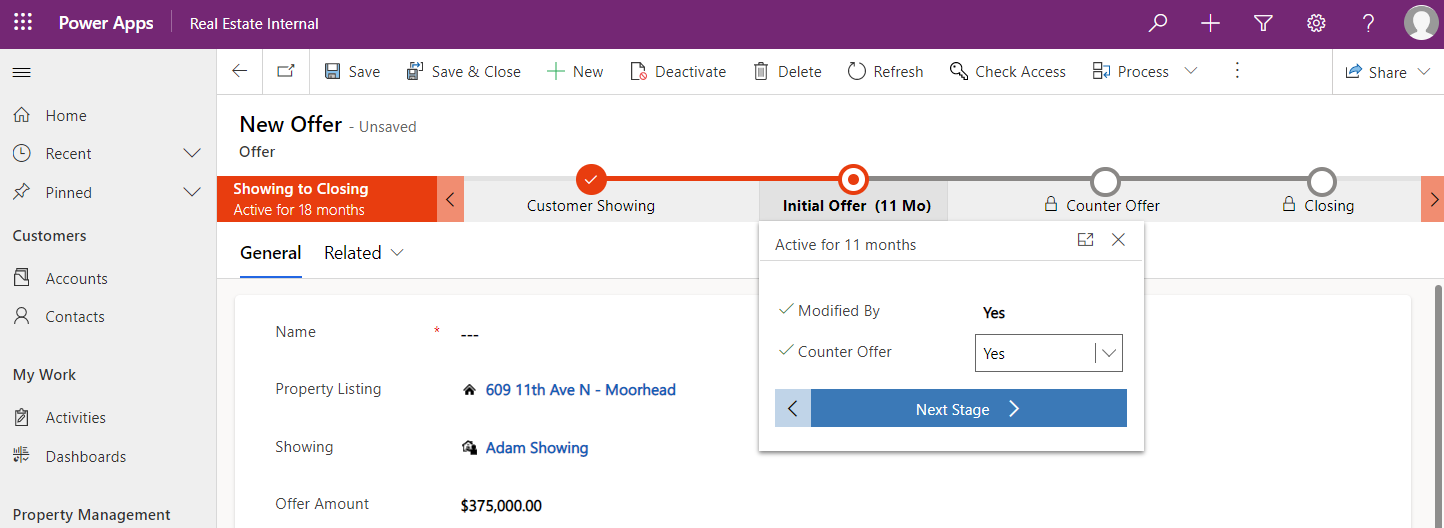 Power Apps Real Estate Internal ?
Save Save & Close New Deactivate Delete Refresh Check Access Process Share
Home
Recent
Pinned
Customers
Accounts
Contacts
My Work
Activities
Dashboards
Property Management
New Offer - Unsaved
Offer
Showing to Closing
Active for 18 months
Customer Showing
Initial Offer (11 Mo)
Counter Offer
Closing
General Related
Active for 11 months
Modified By Yes
Counter Offer Yes
Next Stage
Name * ---
Property Listing 609 11th Ave N - Moorhead
Showing Adam Showing
Offer Amount $375,000.00